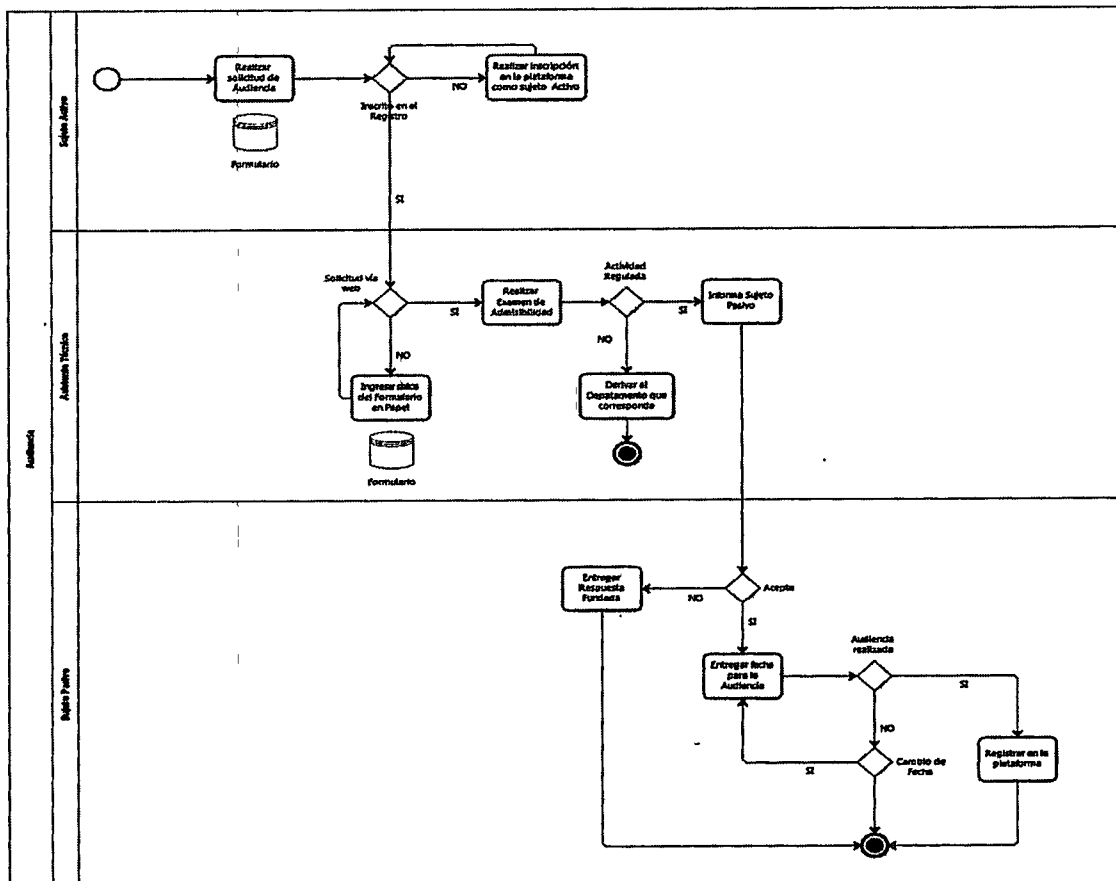 Audiencia
Sujeto Activo
Realizar
solicitud de
Audiencia
Formulario
Inscrito en el
Registro
NO
Realizar Inscripción
en la plataforma
como sujeto Activo
SI
Asistente Técnico
Solicitud vía
web
SI
NO
Ingresar datos
del Formulario
en Papel
Formulario
Realizar
Examen de
Admisibilidad
Actividad
Regulada
SI
NO
Derivar al
Departamento que
corresponde
Informa Sujeto
Pasivo
Sujeto Pasivo
Acepta
NO
SI
Entregar
Respuesta
Fundada
Entregar fecha
para la
Audiencia
Audiencia
realizada
SI
NO
Cambio de
Fecha
SI
Registrar en la
plataforma